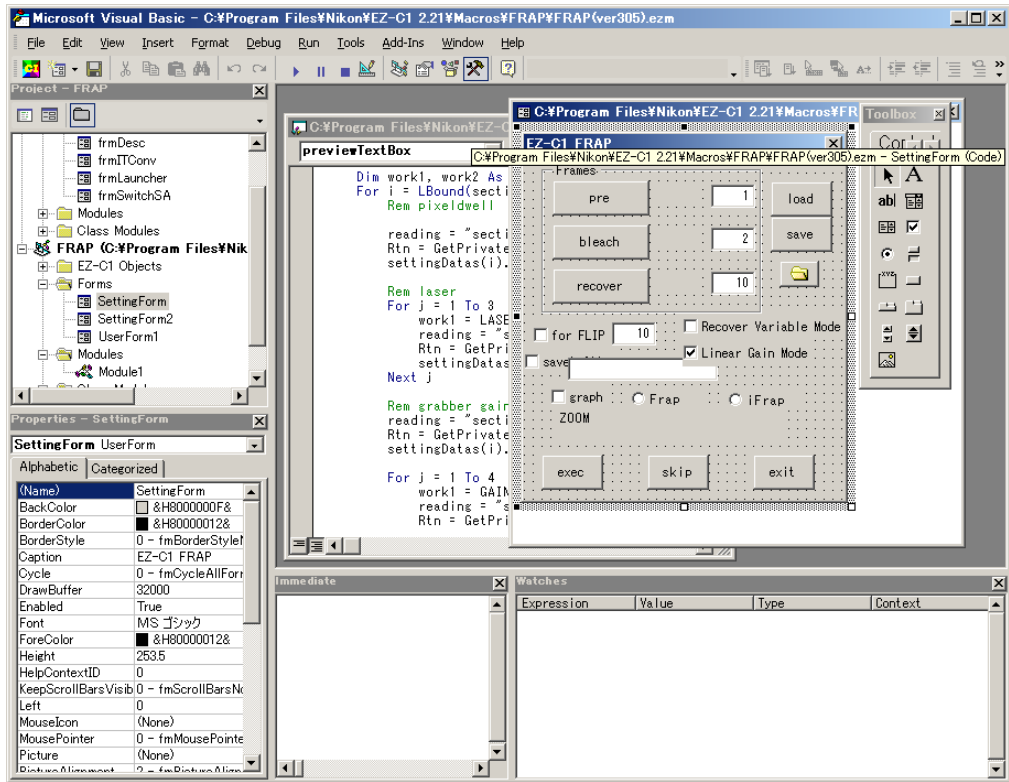 Microsoft Visual Basic - C:¥Program Files¥Nikon¥EZ-C1 2.21¥Macros¥FRAP¥FRAP(ver305).ezm
File Edit View Insert Format Debug Run Tools Add-Ins Window Help
Project - FRAP
frmDesc
frmITConv
frmLauncher
frmSwitchSA
Modules
Class Modules
FRAP (C:¥Program Files¥Nik
EZ-C1 Objects
Forms
SettingForm
SettingForm2
UserForm1
Modules
Module1
Properties - SettingForm
SettingForm UserForm
Alphabetic Categorized
(Name) SettingForm
BackColor &H8000000F&
BorderColor &H80000012&
BorderStyle 0 - fmBorderStyle
Caption EZ-C1 FRAP
Cycle 0 - fmCycleAllForr
DrawBuffer 32000
Enabled True
Font MS ゴシック
ForeColor &H80000012&
Height 253.5
HelpContextID 0
KeepScrollBarsVisib 0 - fmScrollBarsNo
Left 0
MouseIcon (None)
MousePointer 0 - fmMousePointe
Picture (None)
PictureAlignment 2 - fmPictureAlign
C:¥Program Files¥Nikon¥EZ-C
previewTextBox
Dim work1, work2 As
For i = LBound(secti
Rem pixeldwell
reading = "secti
Rtn = GetPrivate
settingDatas(i).
Rem laser
For j = 1 To 3
work1 = LASE
reading = "s
Rtn = GetPri
settingDatas
Next j
Rem grabber gair
reading = "secti
Rtn = GetPrivate
settingDatas(i).
For j = 1 To 4
work1 = GAIN
reading = "s
Rtn = GetPri
C:¥Program Files¥Nikon¥EZ-C1 2.21¥Macros¥FR
EZ-C1 FRAP
C:¥Program Files¥Nikon¥EZ-C1 2.21¥Macros¥FRAP¥FRAP(ver305).ezm - SettingForm (Code)
Frames
pre 1 load
bleach 2 save
recover 10
for FLIP 10 Recover Variable Mode
Linear Gain Mode
save
graph Frap iFrap
ZOOM
exec skip exit
Toolbox
A
ab
Immediate
Watches
Expression Value Type Context